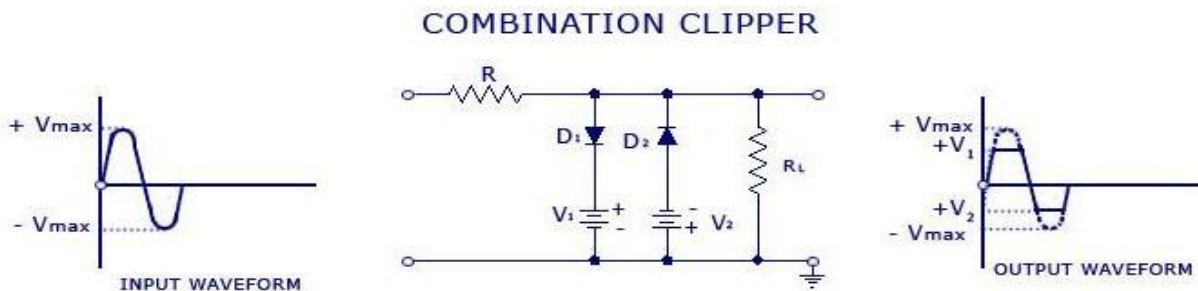 COMBINATION CLIPPER
+ Vmax
- Vmax
INPUT WAVEFORM
R
D1
D2
RL
V1
+
-
-
+
V2
+ Vmax
+V1
+V2
- Vmax
OUTPUT WAVEFORM